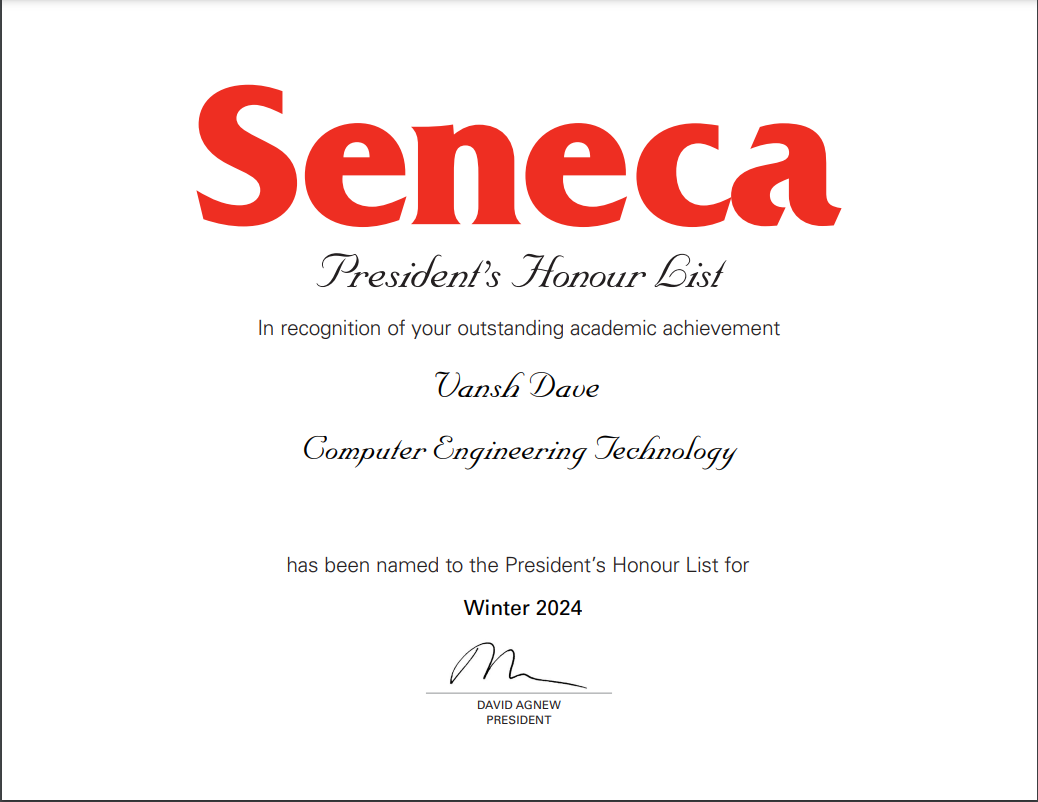 Seneca
President’s Honour List
In recognition of your outstanding academic achievement
Vansh Dave
Computer Engineering Technology
has been named to the President’s Honour List for
Winter 2024
DAVID AGNEW
PRESIDENT